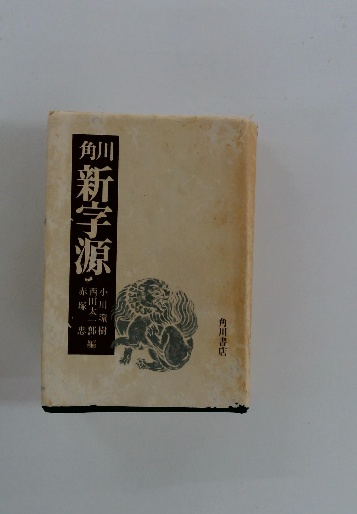 角川
新字源
小川環樹
西田太一郎 編
赤塚 忠
角川書店